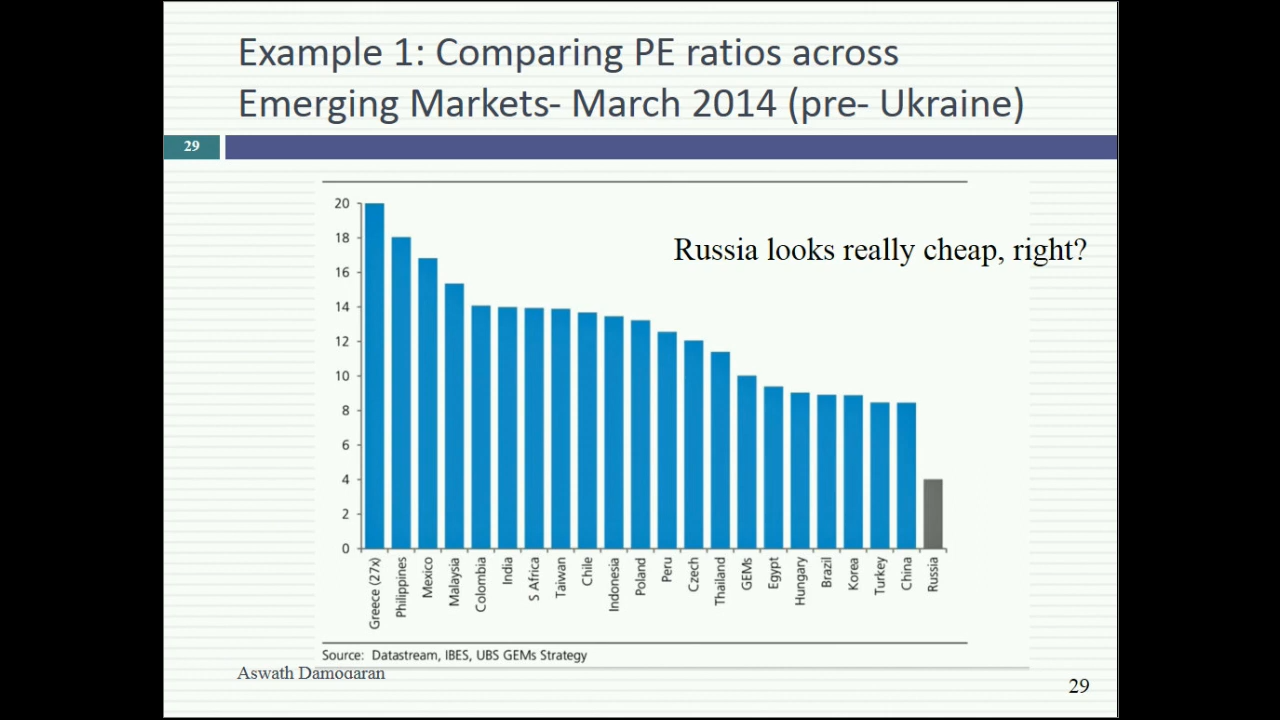 Example 1: Comparing PE ratios across
Emerging Markets- March 2014 (pre- Ukraine)
29
Russia looks really cheap, right?
20
18
16
14
12
10
8
6
4
2
0
Greece (27x)
Philippines
Mexico
Malaysia
Colombia
India
S Africa
Taiwan
Chile
Indonesia
Poland
Peru
Czech
Thailand
GEMs
Egypt
Hungary
Brazil
Korea
Turkey
China
Russia
Source: Datastream, IBES, UBS GEMs Strategy
Aswath Damodaran
29